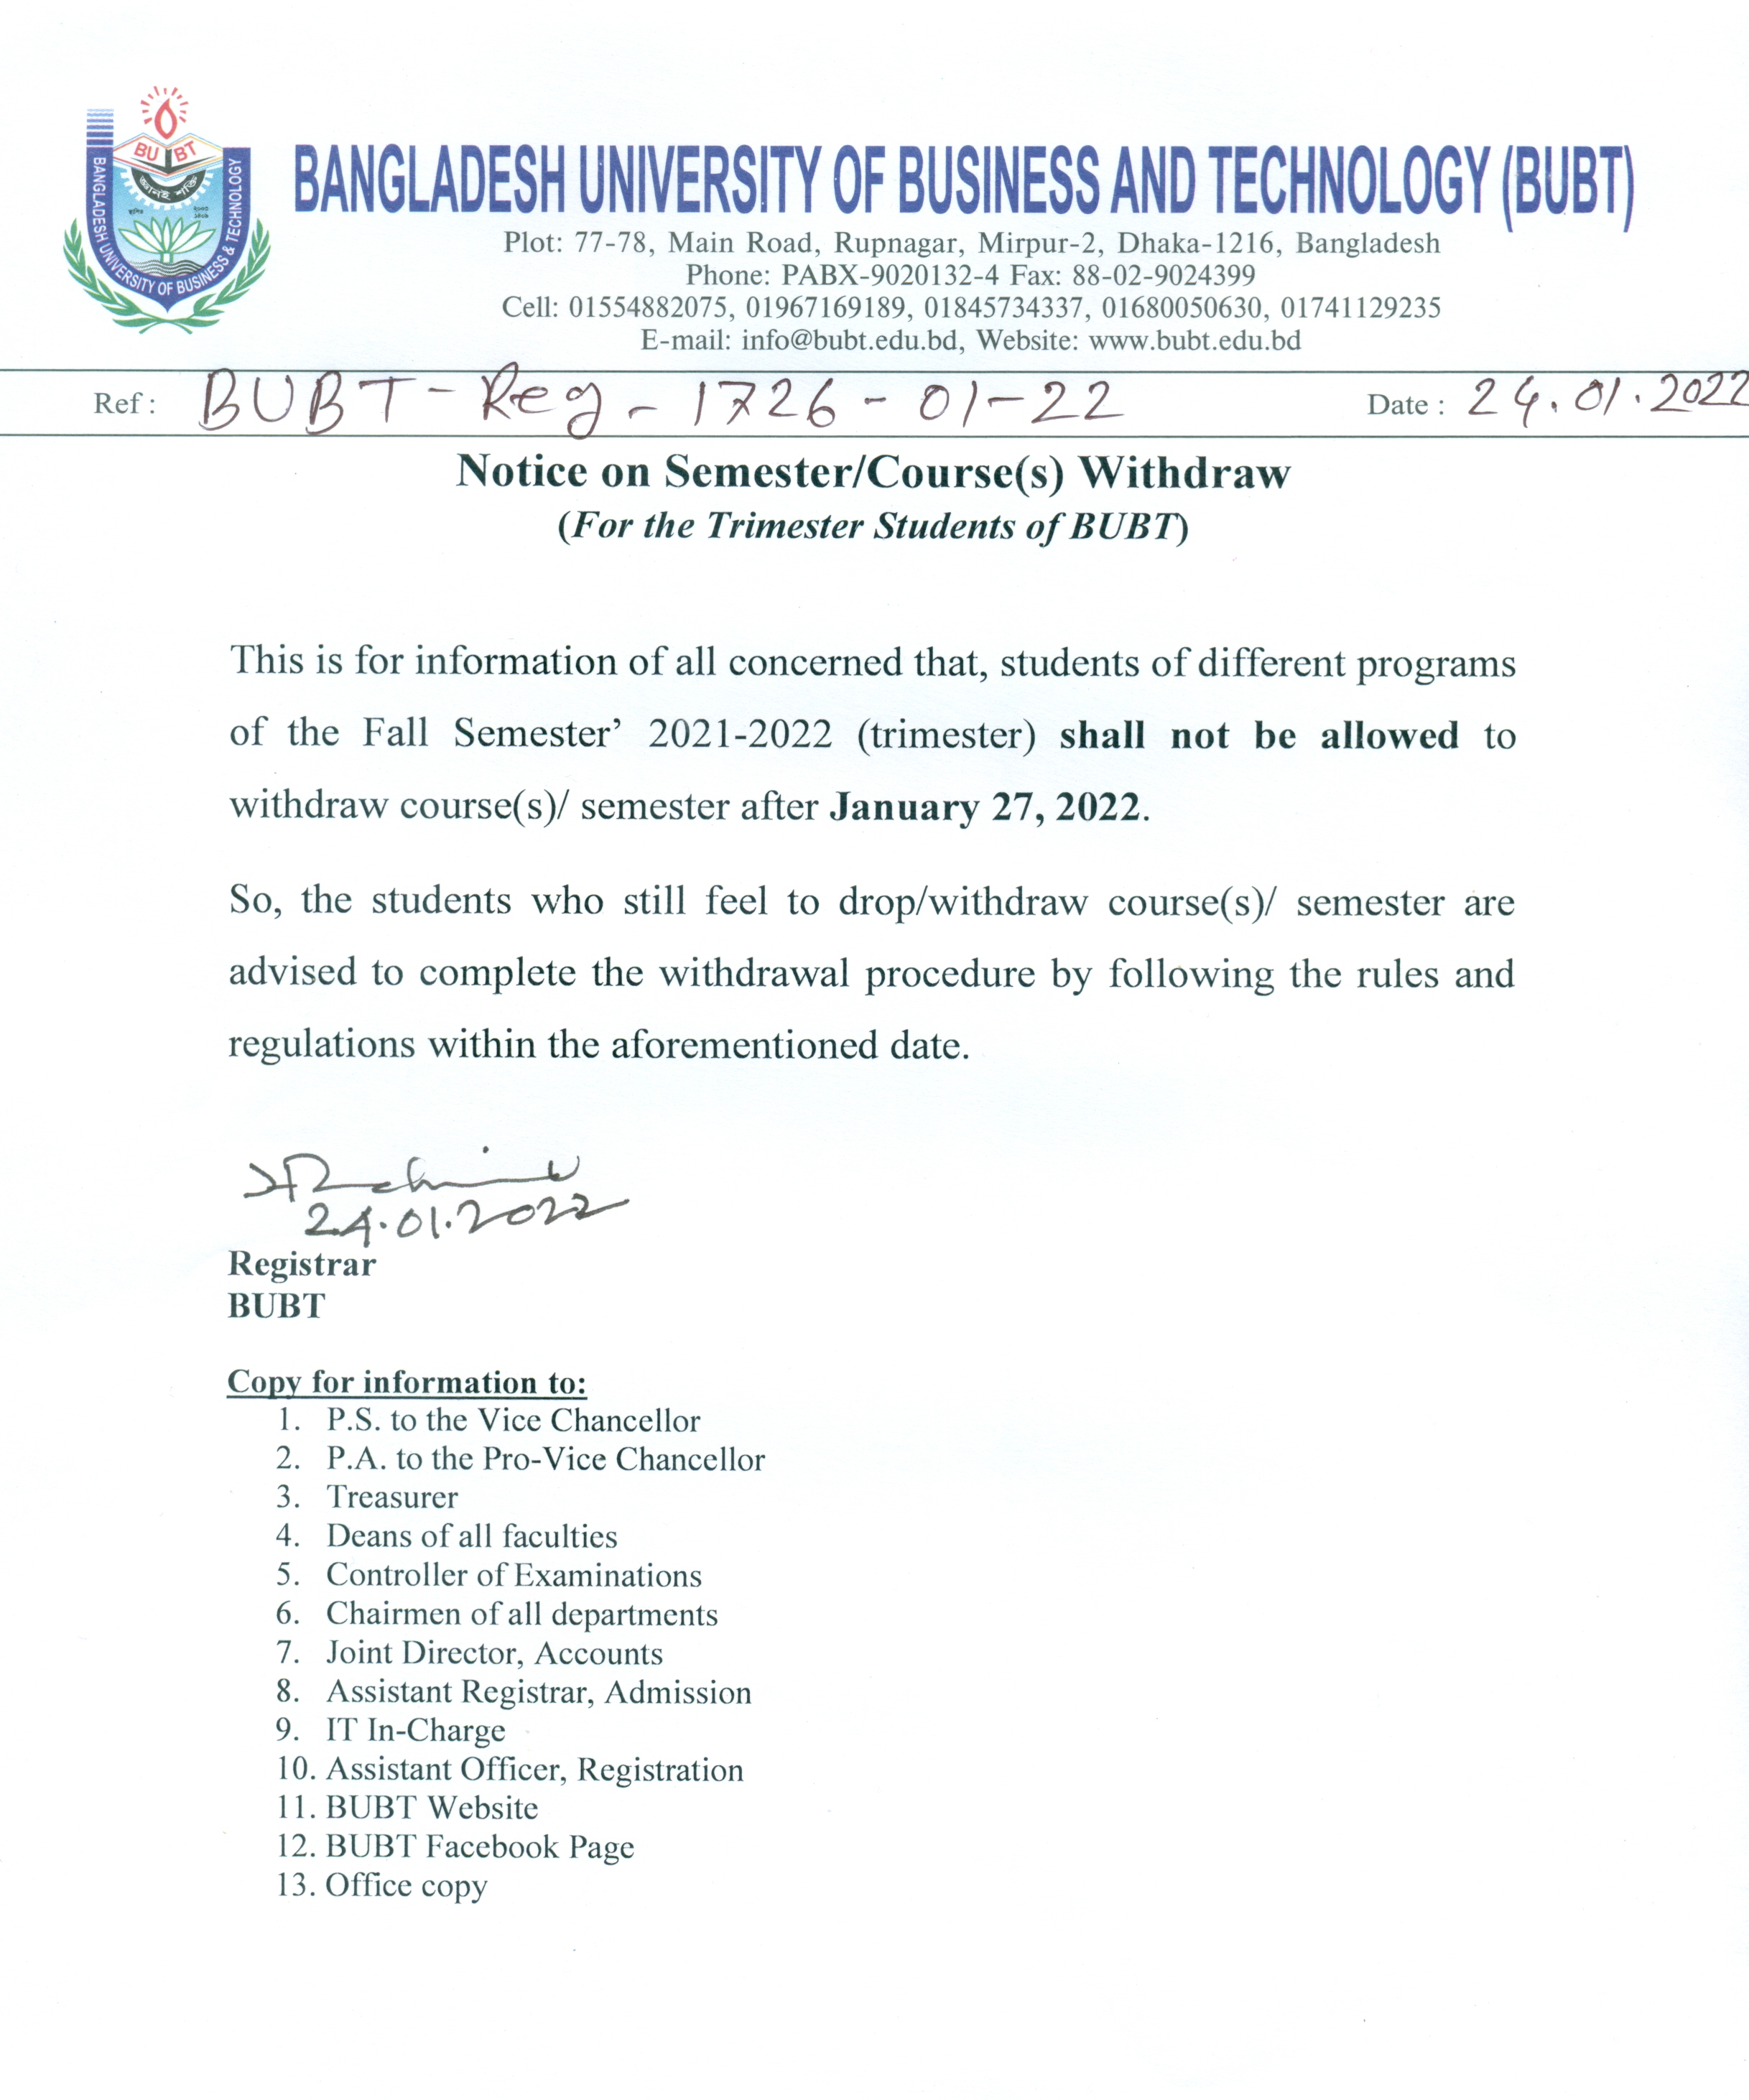 BU BT
জ্ঞানই শক্তি
স্থাপিত
২০০৩
BANGLADESH UNIVERSITY OF BUSINESS & TECHNOLOGY
BANGLADESH UNIVERSITY OF BUSINESS AND TECHNOLOGY (BUBT)
Plot: 77-78, Main Road, Rupnagar, Mirpur-2, Dhaka-1216, Bangladesh
Phone: PABX-9020132-4 Fax: 88-02-9024399
Cell: 01554882075, 01967169189, 01845734337, 01680050630, 01741129235
E-mail: info@bubt.edu.bd, Website: www.bubt.edu.bd
Ref : BUBT-Reg-1726-01-22 Date : 24.01.2022
Notice on Semester/Course(s) Withdraw
(For the Trimester Students of BUBT)
This is for information of all concerned that, students of different programs
of the Fall Semester’ 2021-2022 (trimester) shall not be allowed to
withdraw course(s)/ semester after January 27, 2022.
So, the students who still feel to drop/withdraw course(s)/ semester are
advised to complete the withdrawal procedure by following the rules and
regulations within the aforementioned date.
24.01.2022
Registrar
BUBT
Copy for information to:
1. P.S. to the Vice Chancellor
2. P.A. to the Pro-Vice Chancellor
3. Treasurer
4. Deans of all faculties
5. Controller of Examinations
6. Chairmen of all departments
7. Joint Director, Accounts
8. Assistant Registrar, Admission
9. IT In-Charge
10. Assistant Officer, Registration
11. BUBT Website
12. BUBT Facebook Page
13. Office copy